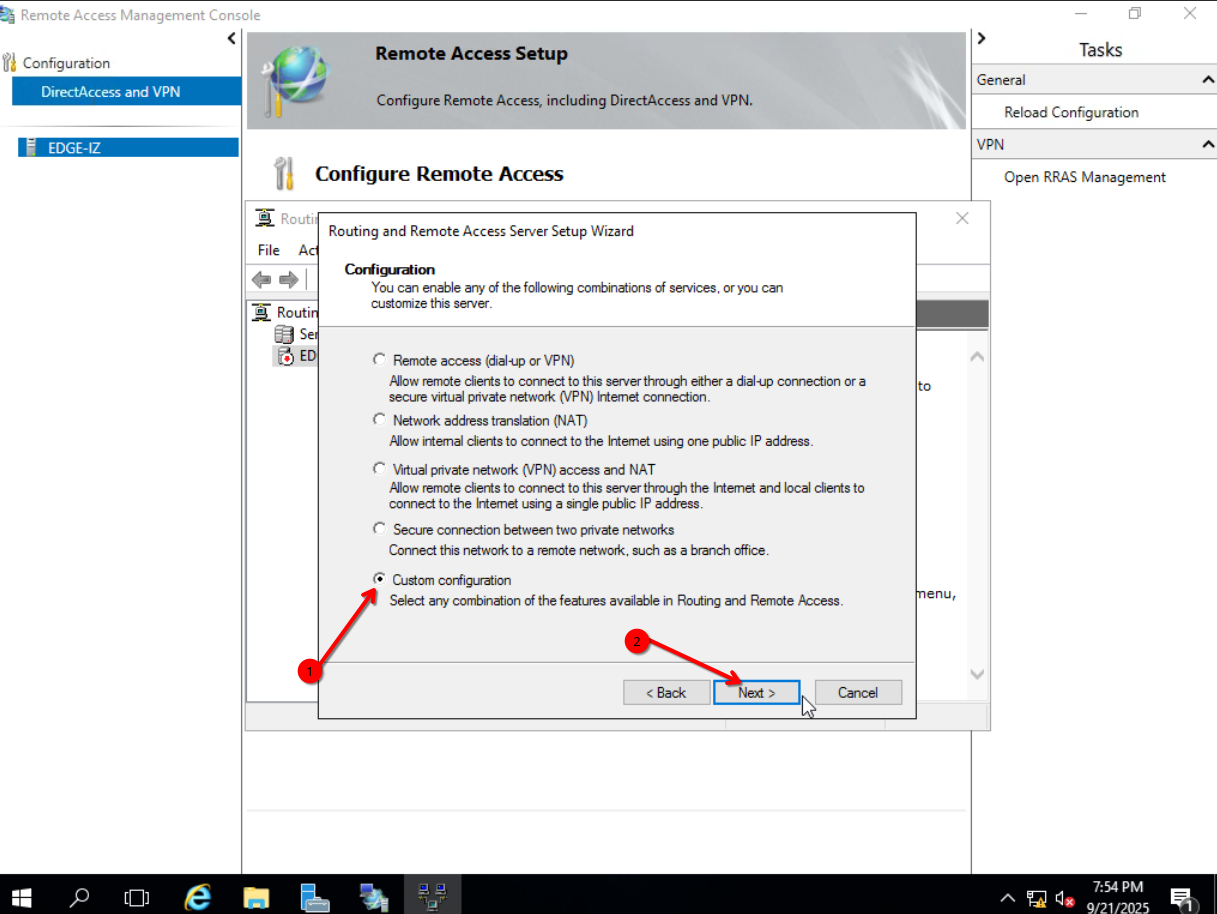 Remote Access Management Console
Configuration
DirectAccess and VPN
EDGE-IZ
Remote Access Setup
Configure Remote Access, including DirectAccess and VPN.
Configure Remote Access
Tasks
General
Reload Configuration
VPN
Open RRAS Management
File
Routing and Remote Access Server Setup Wizard
Configuration
You can enable any of the following combinations of services, or you can
customize this server.
Remote access (dial-up or VPN)
Allow remote clients to connect to this server through either a dial-up connection or a
secure virtual private network (VPN) Internet connection.
Network address translation (NAT)
Allow internal clients to connect to the Internet using one public IP address.
Virtual private network (VPN) access and NAT
Allow remote clients to connect to this server through the Internet and local clients to
connect to the Internet using a single public IP address.
Secure connection between two private networks
Connect this network to a remote network, such as a branch office.
Custom configuration
Select any combination of the features available in Routing and Remote Access.
to
menu,
1
2
< Back
Next >
Cancel
7:54 PM
9/21/2025
1